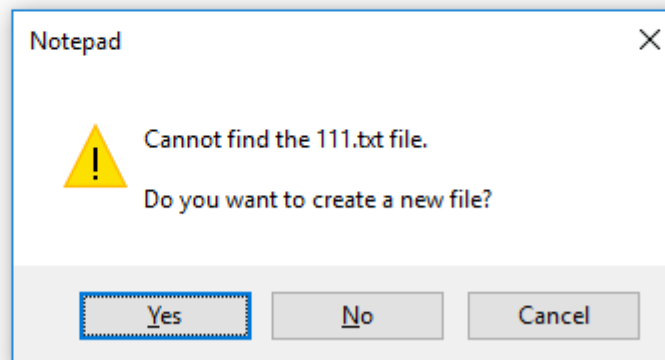 Notepad
Cannot find the 111.txt file.
Do you want to create a new file?
Yes
No
Cancel